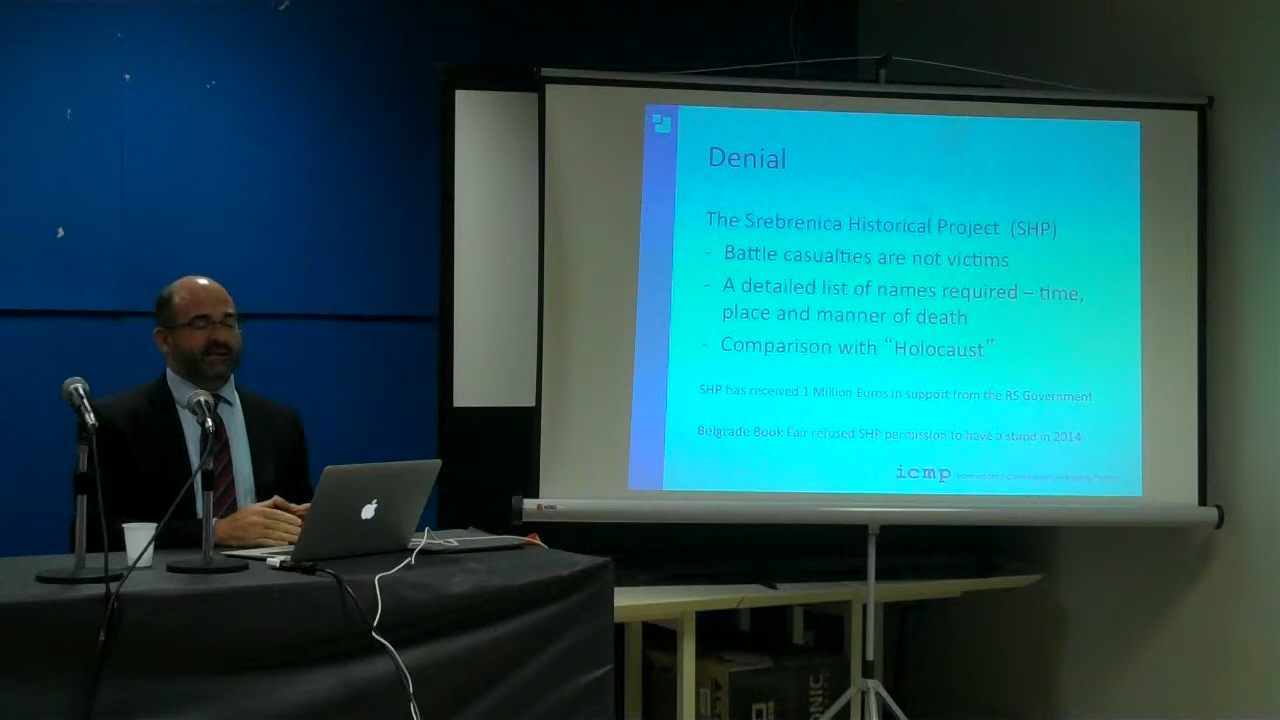 Denial
The Srebrenica Historical Project (SHP)
- Battle casualties are not victims
- A detailed list of names required – time,
place and manner of death
- Comparison with “Holocaust”
SHP has received 1 Million Euros in support from the RS Government
Belgrade Book Fair refused SHP permission to have a stand in 2014
icmp